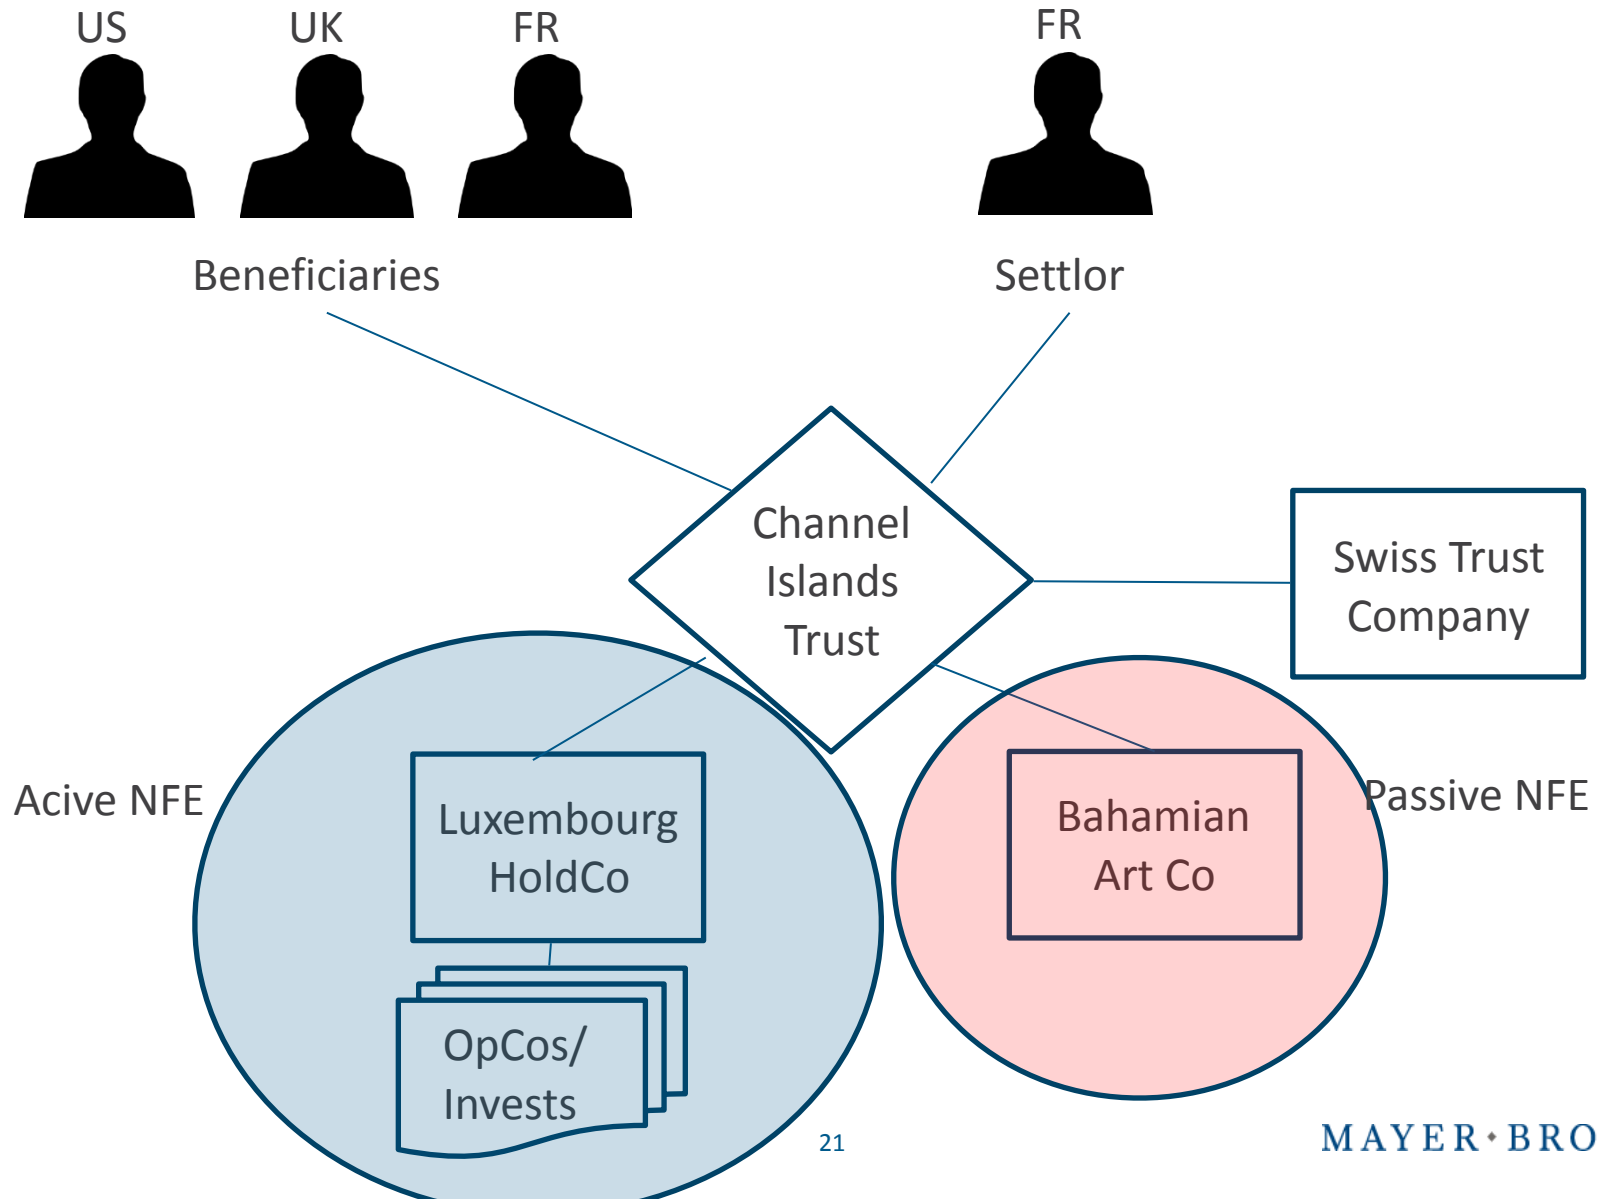 US
UK
FR
FR
Beneficiaries
Settlor
Channel
Islands
Trust
Swiss Trust
Company
Acive NFE
Luxembourg
HoldCo
Bahamian
Art Co
Passive NFE
OpCos/
Invests
21
MAYER•BRO